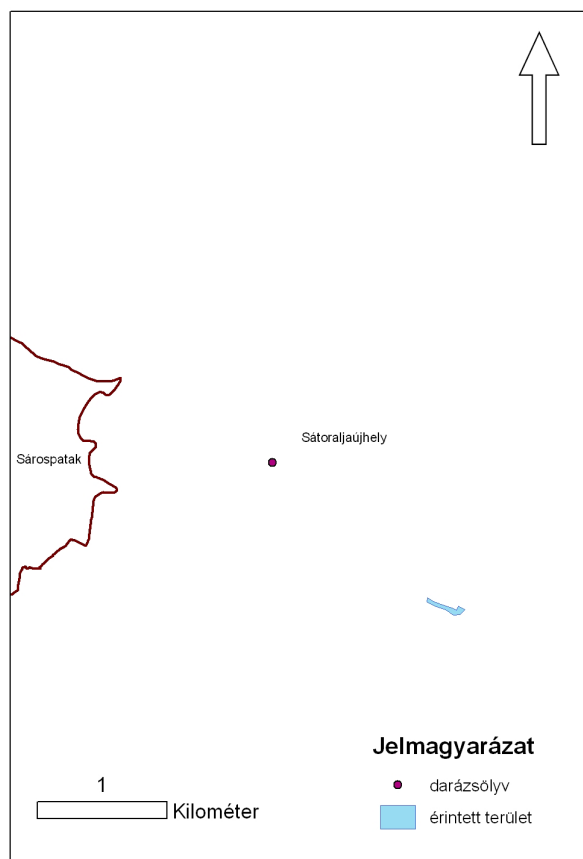 Sátoraljaújhely
Sárospatak
Jelmagyarázat
darázsölyv
érintett terület
1
Kilométer